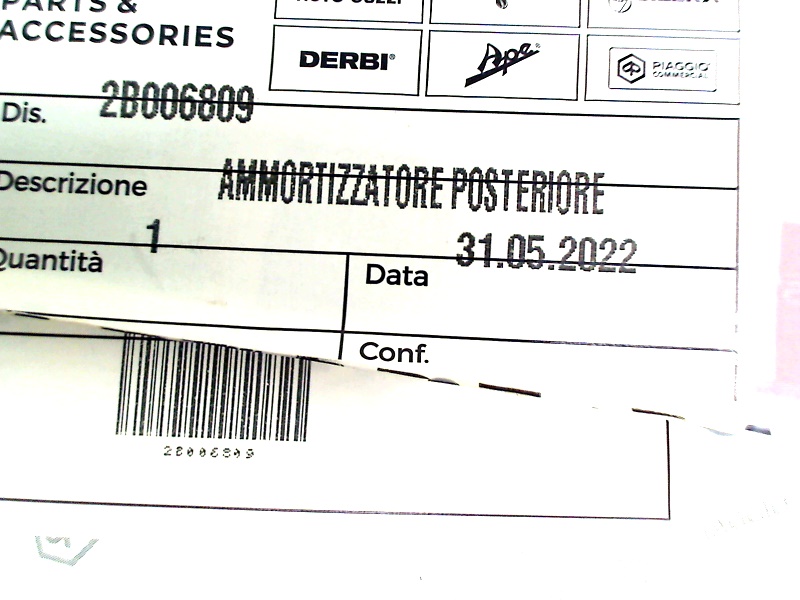 PARTS &
ACCESSORIES
DERBI®
Ape®
PIAGGIO
COMMERCIAL
Dis. 2B006809
Descrizione AMMORTIZZATORE POSTERIORE
Quantità 1
Data 31.05.2022
Conf.
2B006809